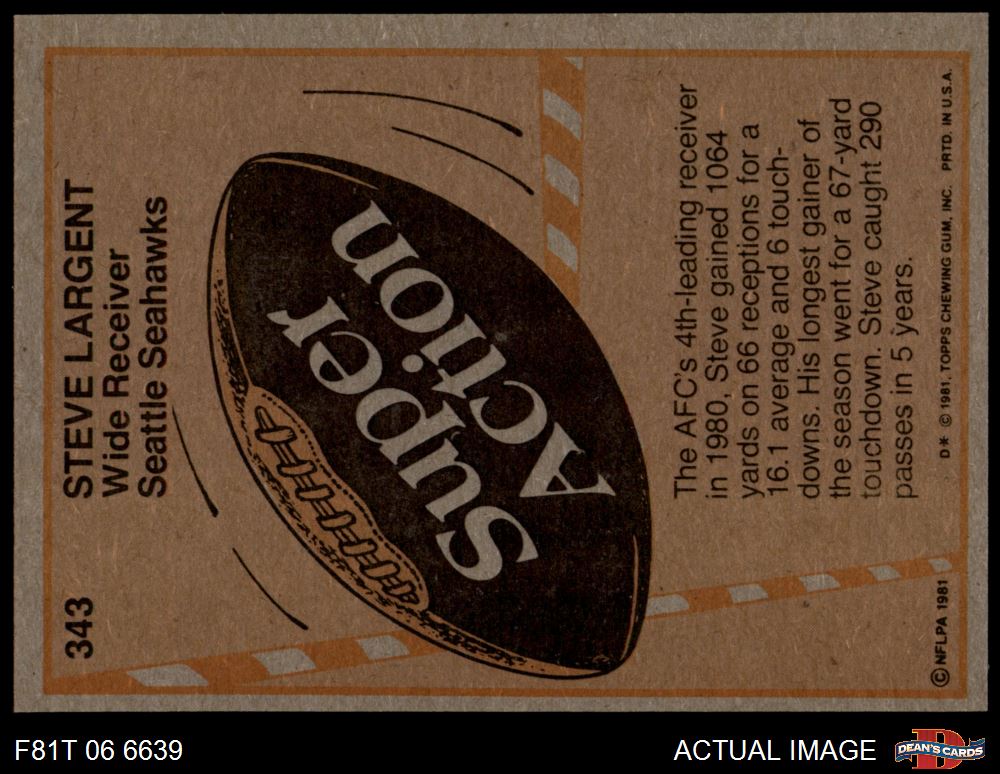 343
STEVE LARGENT
Wide Receiver
Seattle Seahawks
Super
Action
The AFC's 4th-leading receiver
in 1980, Steve gained 1064
yards on 66 receptions for a
16.1 average and 6 touch-
downs. His longest gainer of
the season went for a 67-yard
touchdown. Steve caught 290
passes in 5 years.
© NFLPA 1981
D* © 1981, TOPPS CHEWING GUM, INC. PRTD. IN U.S.A.
F81T 06 6639
ACTUAL IMAGE
D
DEAN'S CARDS